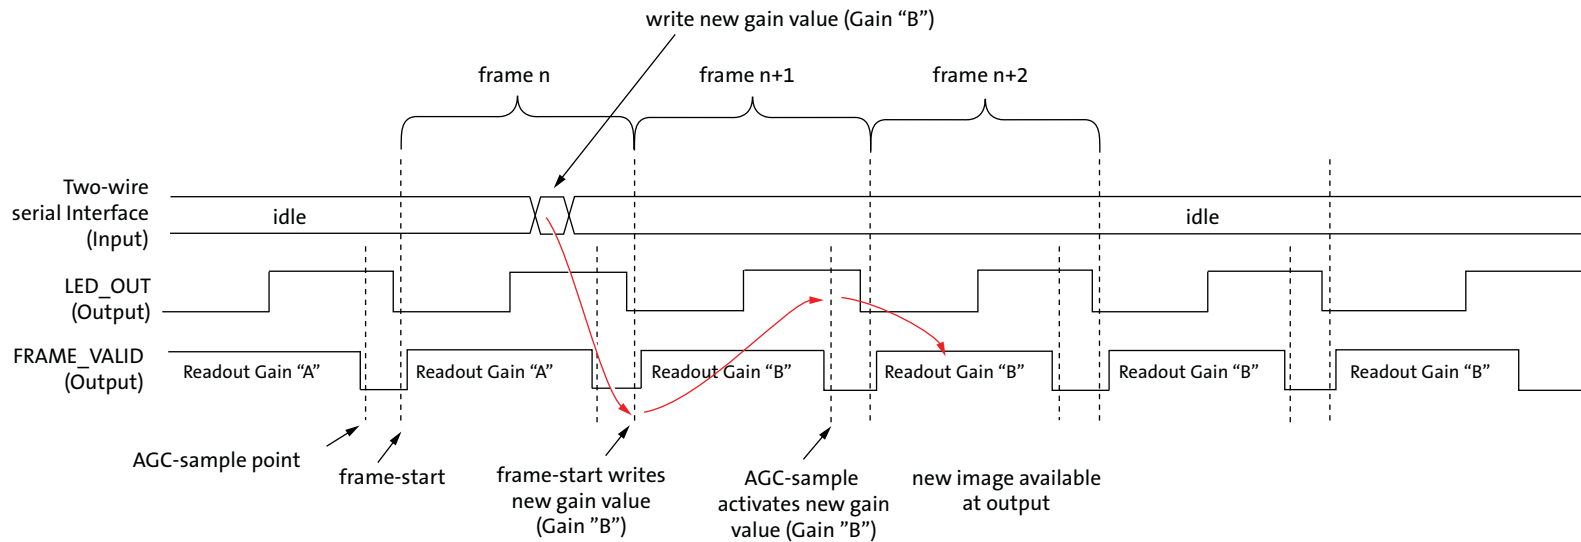 write new gain value (Gain “B”)
frame n
frame n+1
frame n+2
Two-wire
serial Interface
(Input)
idle
idle
LED_OUT
(Output)
FRAME_VALID
(Output)
Readout Gain “A”
Readout Gain “A”
Readout Gain “B”
Readout Gain “B”
Readout Gain “B”
Readout Gain “B”
AGC-sample point
frame-start
frame-start writes
new gain value
(Gain ”B”)
AGC-sample
activates new gain
value (Gain ”B”)
new image available
at output